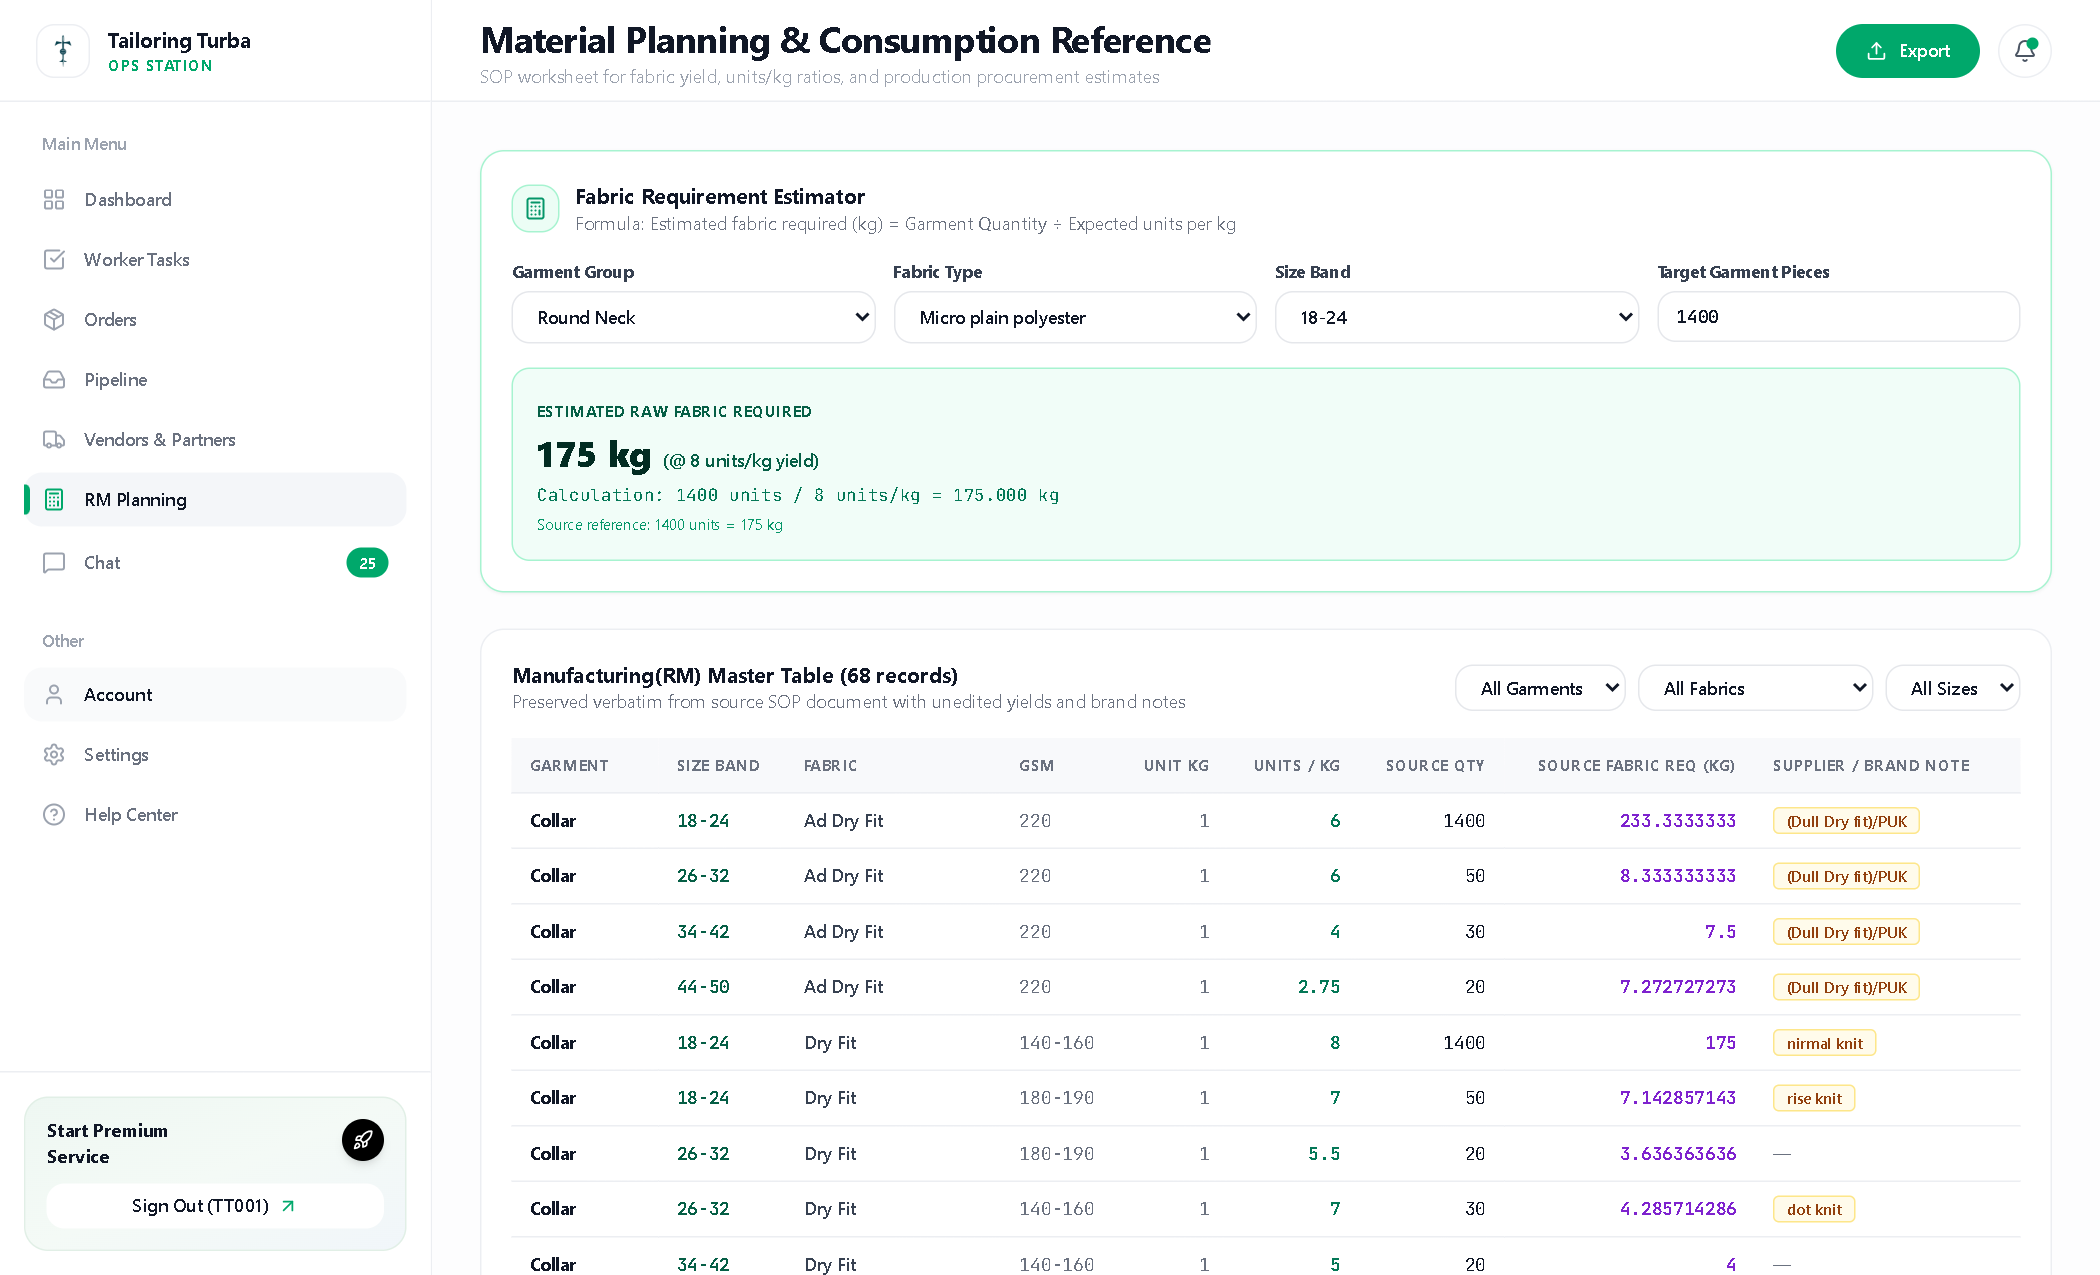 Tailoring Turba
OPS STATION
Main Menu
Dashboard
Worker Tasks
Orders
Pipeline
Vendors & Partners
RM Planning
Chat 25
Other
Account
Settings
Help Center
Start Premium
Service
Sign Out (TT001)
Material Planning & Consumption Reference
SOP worksheet for fabric yield, units/kg ratios, and production procurement estimates
Export
Fabric Requirement Estimator
Formula: Estimated fabric required (kg) = Garment Quantity ÷ Expected units per kg
Garment Group Fabric Type Size Band Target Garment Pieces
Round Neck Micro plain polyester 18-24 1400
ESTIMATED RAW FABRIC REQUIRED
175 kg (@ 8 units/kg yield)
Calculation: 1400 units / 8 units/kg = 175.000 kg
Source reference: 1400 units = 175 kg
Manufacturing(RM) Master Table (68 records)
Preserved verbatim from source SOP document with unedited yields and brand notes
All Garments All Fabrics All Sizes
GARMENT SIZE BAND FABRIC GSM UNIT KG UNITS / KG SOURCE QTY SOURCE FABRIC REQ (KG) SUPPLIER / BRAND NOTE
Collar 18-24 Ad Dry Fit 220 1 6 1400 233.3333333 (Dull Dry fit)/PUK
Collar 26-32 Ad Dry Fit 220 1 6 50 8.333333333 (Dull Dry fit)/PUK
Collar 34-42 Ad Dry Fit 220 1 4 30 7.5 (Dull Dry fit)/PUK
Collar 44-50 Ad Dry Fit 220 1 2.75 20 7.272727273 (Dull Dry fit)/PUK
Collar 18-24 Dry Fit 140-160 1 8 1400 175 nirmal knit
Collar 18-24 Dry Fit 180-190 1 7 50 7.142857143 rise knit
Collar 26-32 Dry Fit 180-190 1 5.5 20 3.636363636 —
Collar 26-32 Dry Fit 140-160 1 7 30 4.285714286 dot knit
Collar 34-42 Dry Fit 140-160 1 5 20 4 —